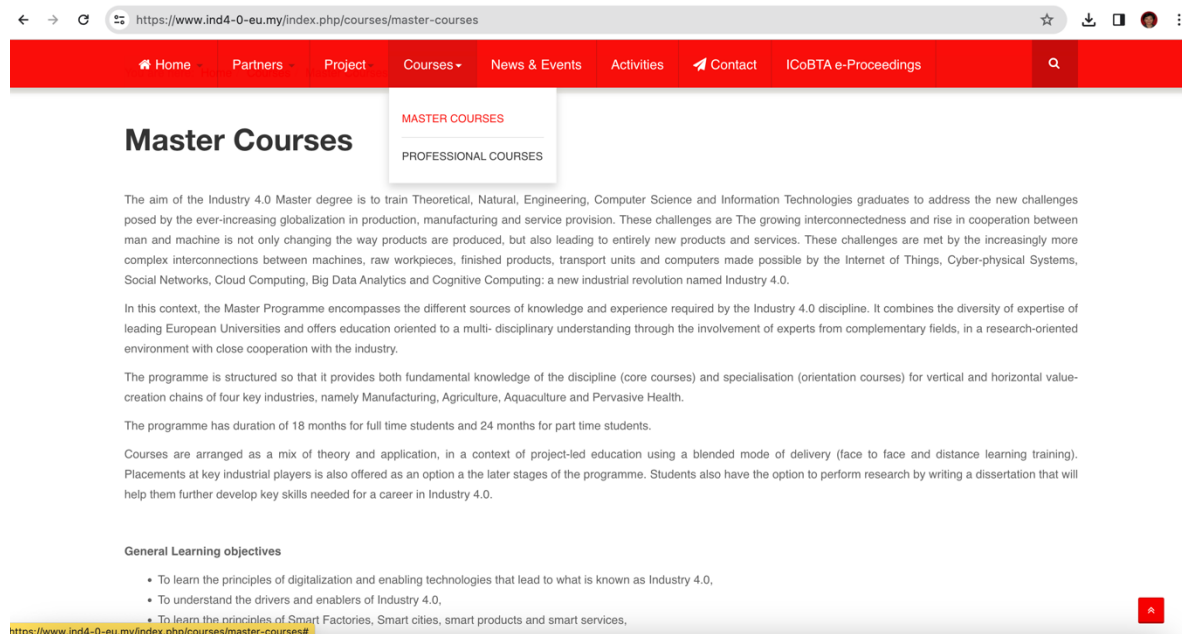 https://www.ind4-0-eu.my/index.php/courses/master-courses
Home Partners Project Courses News & Events Activities Contact ICoBTA e-Proceedings
MASTER COURSES
PROFESSIONAL COURSES
Master Courses
The aim of the Industry 4.0 Master degree is to train Theoretical, Natural, Engineering, Computer Science and Information Technologies graduates to address the new challenges
posed by the ever-increasing globalization in production, manufacturing and service provision. These challenges are The growing interconnectedness and rise in cooperation between
man and machine is not only changing the way products are produced, but also leading to entirely new products and services. These challenges are met by the increasingly more
complex interconnections between machines, raw workpieces, finished products, transport units and computers made possible by the Internet of Things, Cyber-physical Systems,
Social Networks, Cloud Computing, Big Data Analytics and Cognitive Computing: a new industrial revolution named Industry 4.0.
In this context, the Master Programme encompasses the different sources of knowledge and experience required by the Industry 4.0 discipline. It combines the diversity of expertise of
leading European Universities and offers education oriented to a multi- disciplinary understanding through the involvement of experts from complementary fields, in a research-oriented
environment with close cooperation with the industry.
The programme is structured so that it provides both fundamental knowledge of the discipline (core courses) and specialisation (orientation courses) for vertical and horizontal value-
creation chains of four key industries, namely Manufacturing, Agriculture, Aquaculture and Pervasive Health.
The programme has duration of 18 months for full time students and 24 months for part time students.
Courses are arranged as a mix of theory and application, in a context of project-led education using a blended mode of delivery (face to face and distance learning training).
Placements at key industrial players is also offered as an option a the later stages of the programme. Students also have the option to perform research by writing a dissertation that will
help them further develop key skills needed for a career in Industry 4.0.
General Learning objectives
• To learn the principles of digitalization and enabling technologies that lead to what is known as Industry 4.0,
• To understand the drivers and enablers of Industry 4.0,
• To learn the principles of Smart Factories, Smart cities, smart products and smart services,
https://www.ind4-0-eu.my/index.php/courses/master-courses#